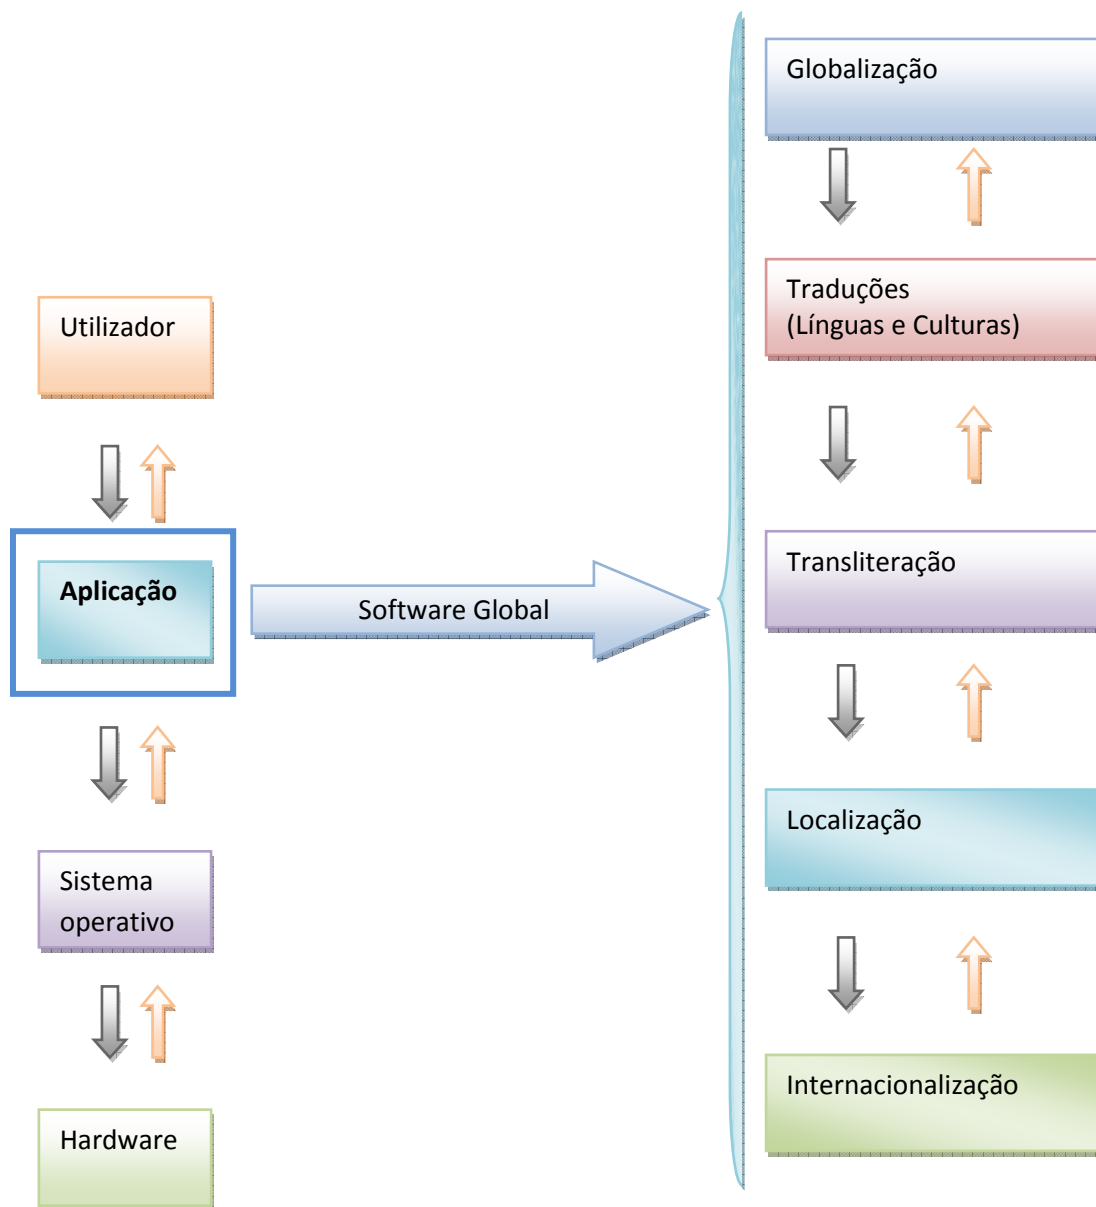 Utilizador
Aplicação
Sistema
operativo
Hardware
Software Global
Globalização
Traduções
(Línguas e Culturas)
Transliteração
Localização
Internacionalização